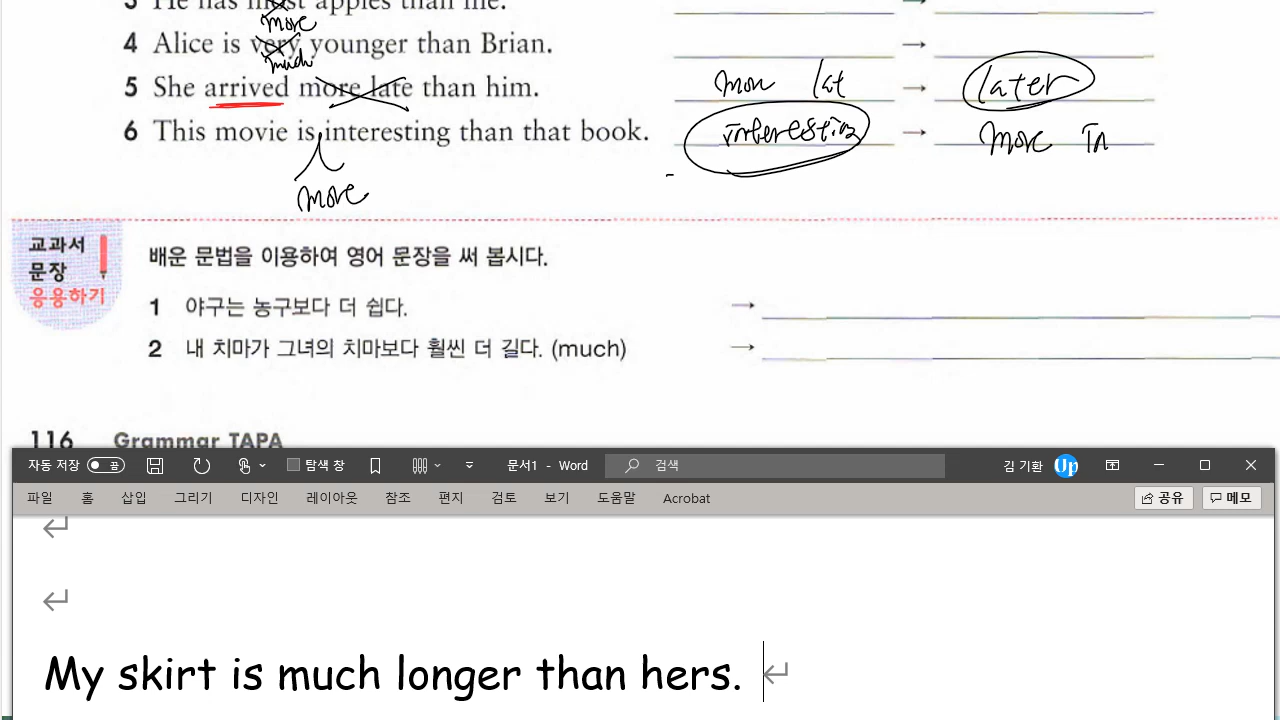 3 He has most apples than me. →
more
4 Alice is very younger than Brian. →
much
5 She arrived more late than him. more lat → later
6 This movie is interesting than that book. interesting → more in
more
교과서
문장
응용하기
배운 문법을 이용하여 영어 문장을 써 봅시다.
1 야구는 농구보다 더 쉽다. →
2 내 치마가 그녀의 치마보다 훨씬 더 길다. (much) →
116 Grammar TAPA
자동 저장 끔 탐색 창 문서1 - Word 검색 김 기환 Up
파일 홈 삽입 그리기 디자인 레이아웃 참조 편지 검토 보기 도움말 Acrobat 공유 메모
My skirt is much longer than hers.